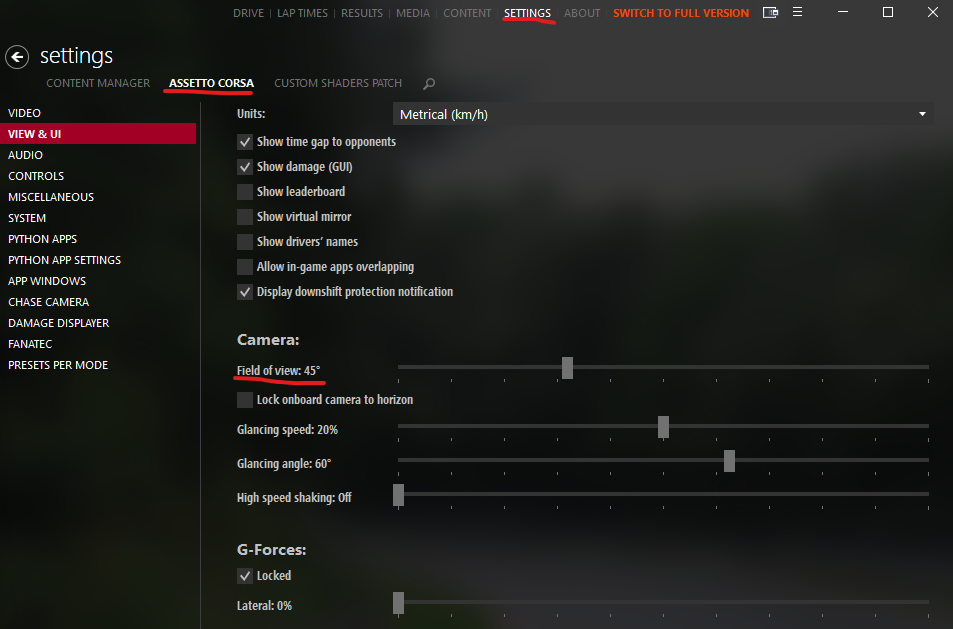 DRIVE | LAP TIMES | RESULTS | MEDIA | CONTENT | SETTINGS | ABOUT | SWITCH TO FULL VERSION
settings
CONTENT MANAGER ASSETTO CORSA CUSTOM SHADERS PATCH
VIDEO
VIEW & UI
AUDIO
CONTROLS
MISCELLANEOUS
SYSTEM
PYTHON APPS
PYTHON APP SETTINGS
APP WINDOWS
CHASE CAMERA
DAMAGE DISPLAYER
FANATEC
PRESETS PER MODE
Units: Metrical (km/h)
Show time gap to opponents
Show damage (GUI)
Show leaderboard
Show virtual mirror
Show drivers’ names
Allow in-game apps overlapping
Display downshift protection notification
Camera:
Field of view: 45°
Lock onboard camera to horizon
Glancing speed: 20%
Glancing angle: 60°
High speed shaking: Off
G-Forces:
Locked
Lateral: 0%